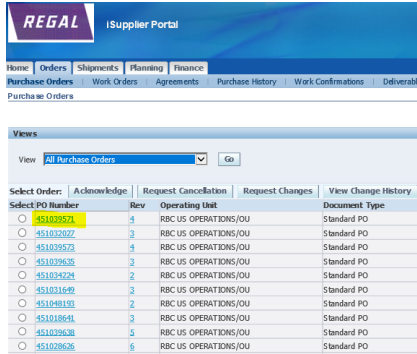 REGAL iSupplier Portal
Home Orders Shipments Planning Finance
Purchase Orders Work Orders Agreements Purchase History Work Confirmations Deliverabl
Purchase Orders
Views
View All Purchase Orders Go
Select Order: Acknowledge Request Cancellation Request Changes View Change History
Select PO Number Rev Operating Unit Document Type
451039571 4 RBC US OPERATIONS/OU Standard PO
451032027 3 RBC US OPERATIONS/OU Standard PO
451039573 4 RBC US OPERATIONS/OU Standard PO
451039635 3 RBC US OPERATIONS/OU Standard PO
451034224 2 RBC US OPERATIONS/OU Standard PO
451031649 3 RBC US OPERATIONS/OU Standard PO
451048193 2 RBC US OPERATIONS/OU Standard PO
451018641 3 RBC US OPERATIONS/OU Standard PO
451039638 5 RBC US OPERATIONS/OU Standard PO
451028626 6 RBC US OPERATIONS/OU Standard PO